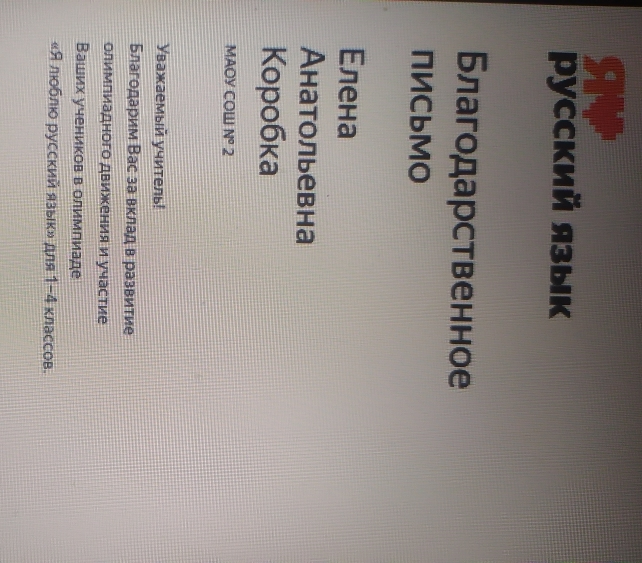 Я❤
русский язык
Благодарственное
письмо
Елена
Анатольевна
Коробка
МАОУ СОШ № 2
Уважаемый учитель!
Благодарим Вас за вклад в развитие
олимпиадного движения и участие
Ваших учеников в олимпиаде
«Я люблю русский язык» для 1–4 классов.